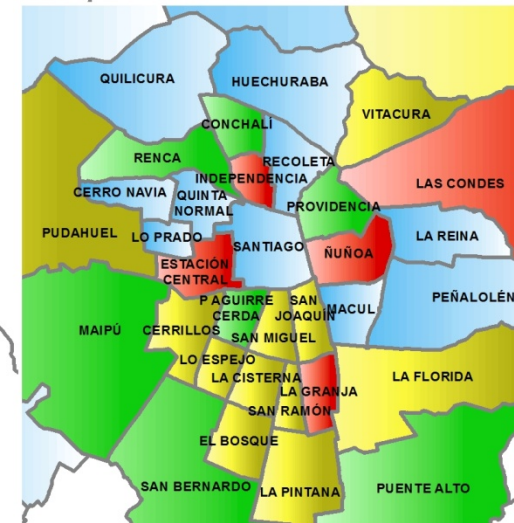 QUILICURA
HUECHURABA
VITACURA
CONCHALÍ
RENCA
RECOLETA
INDEPENDENCIA
LAS CONDES
CERRO NAVIA
QUINTA
NORMAL
PROVIDENCIA
PUDAHUEL
LO PRADO
SANTIAGO
ÑUÑOA
LA REINA
ESTACIÓN
CENTRAL
PEÑALOLÉN
P AGUIRRE
CERDA
SAN
JOAQUÍN
MACUL
MAIPÚ
CERRILLOS
SAN MIGUEL
LO ESPEJO
LA CISTERNA
LA GRANJA
LA FLORIDA
SAN RAMÓN
EL BOSQUE
SAN BERNARDO
LA PINTANA
PUENTE ALTO